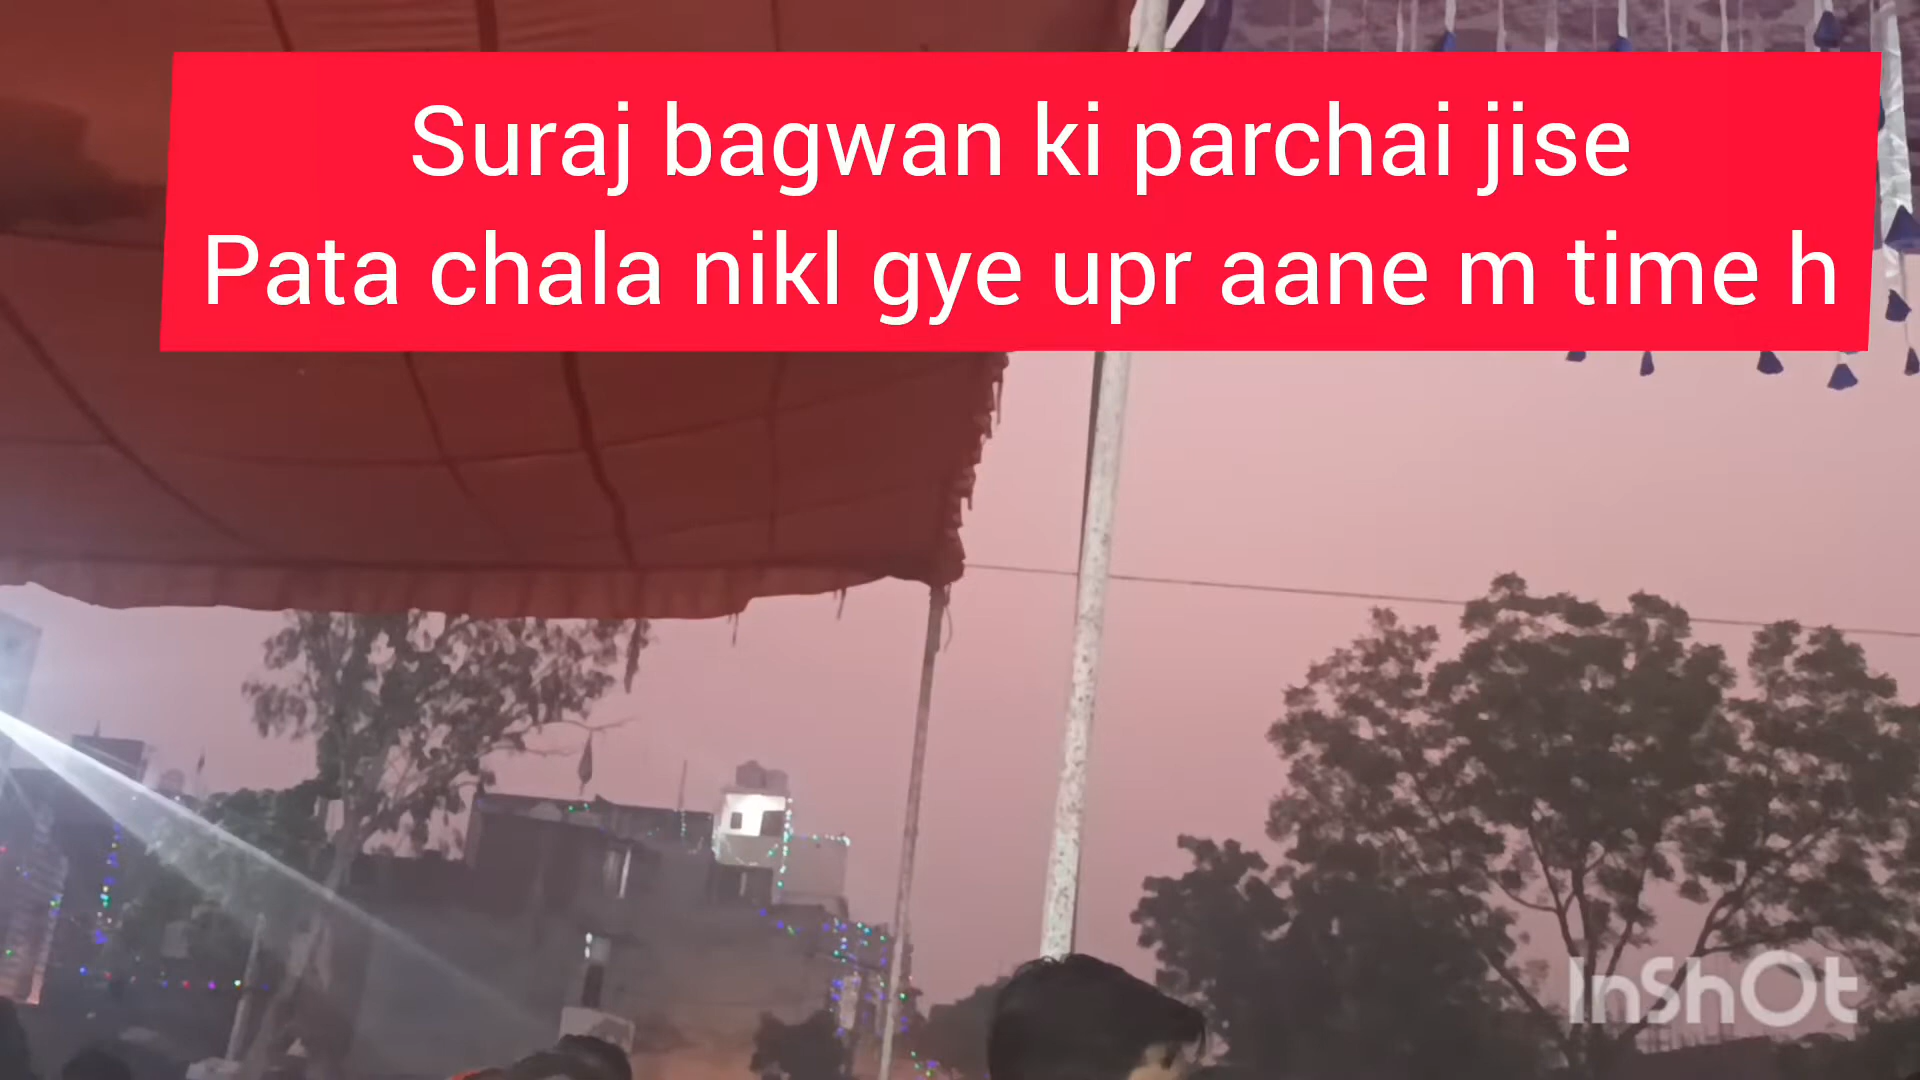 Suraj bagwan ki parchai jise
Pata chala nikl gye upr aane m time h
InShOt